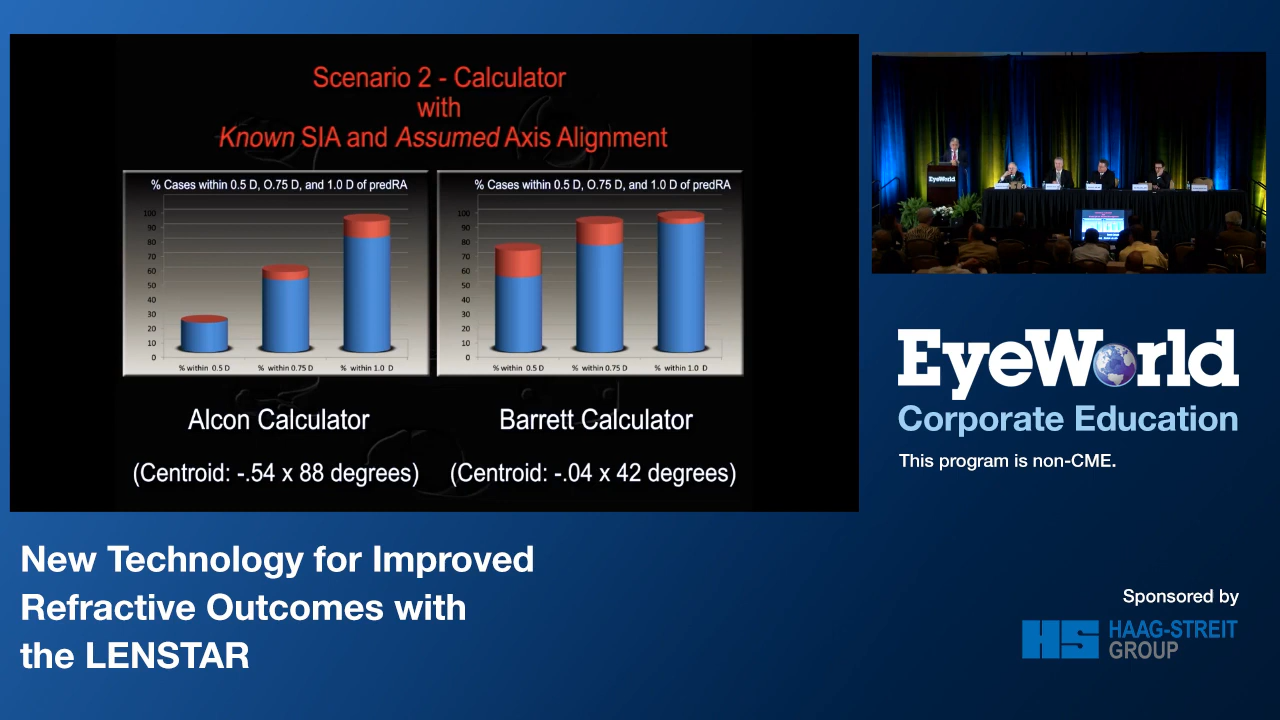 Scenario 2 - Calculator
with
Known SIA and Assumed Axis Alignment
% Cases within 0.5 D, O.75 D, and 1.0 D of predRA
100
90
80
70
60
50
40
30
20
10
0
% within 0.5 D
% within 0.75 D
% within 1.0 D
% Cases within 0.5 D, O.75 D, and 1.0 D of predRA
100
90
80
70
60
50
40
30
20
10
0
% within 0.5 D
% within 0.75 D
% within 1.0 D
Alcon Calculator
Barrett Calculator
(Centroid: -.54 x 88 degrees)
(Centroid: -.04 x 42 degrees)
EyeWorld
EyeWorld
Corporate Education
This program is non-CME.
New Technology for Improved
Refractive Outcomes with
the LENSTAR
Sponsored by
HS HAAG-STREIT
GROUP